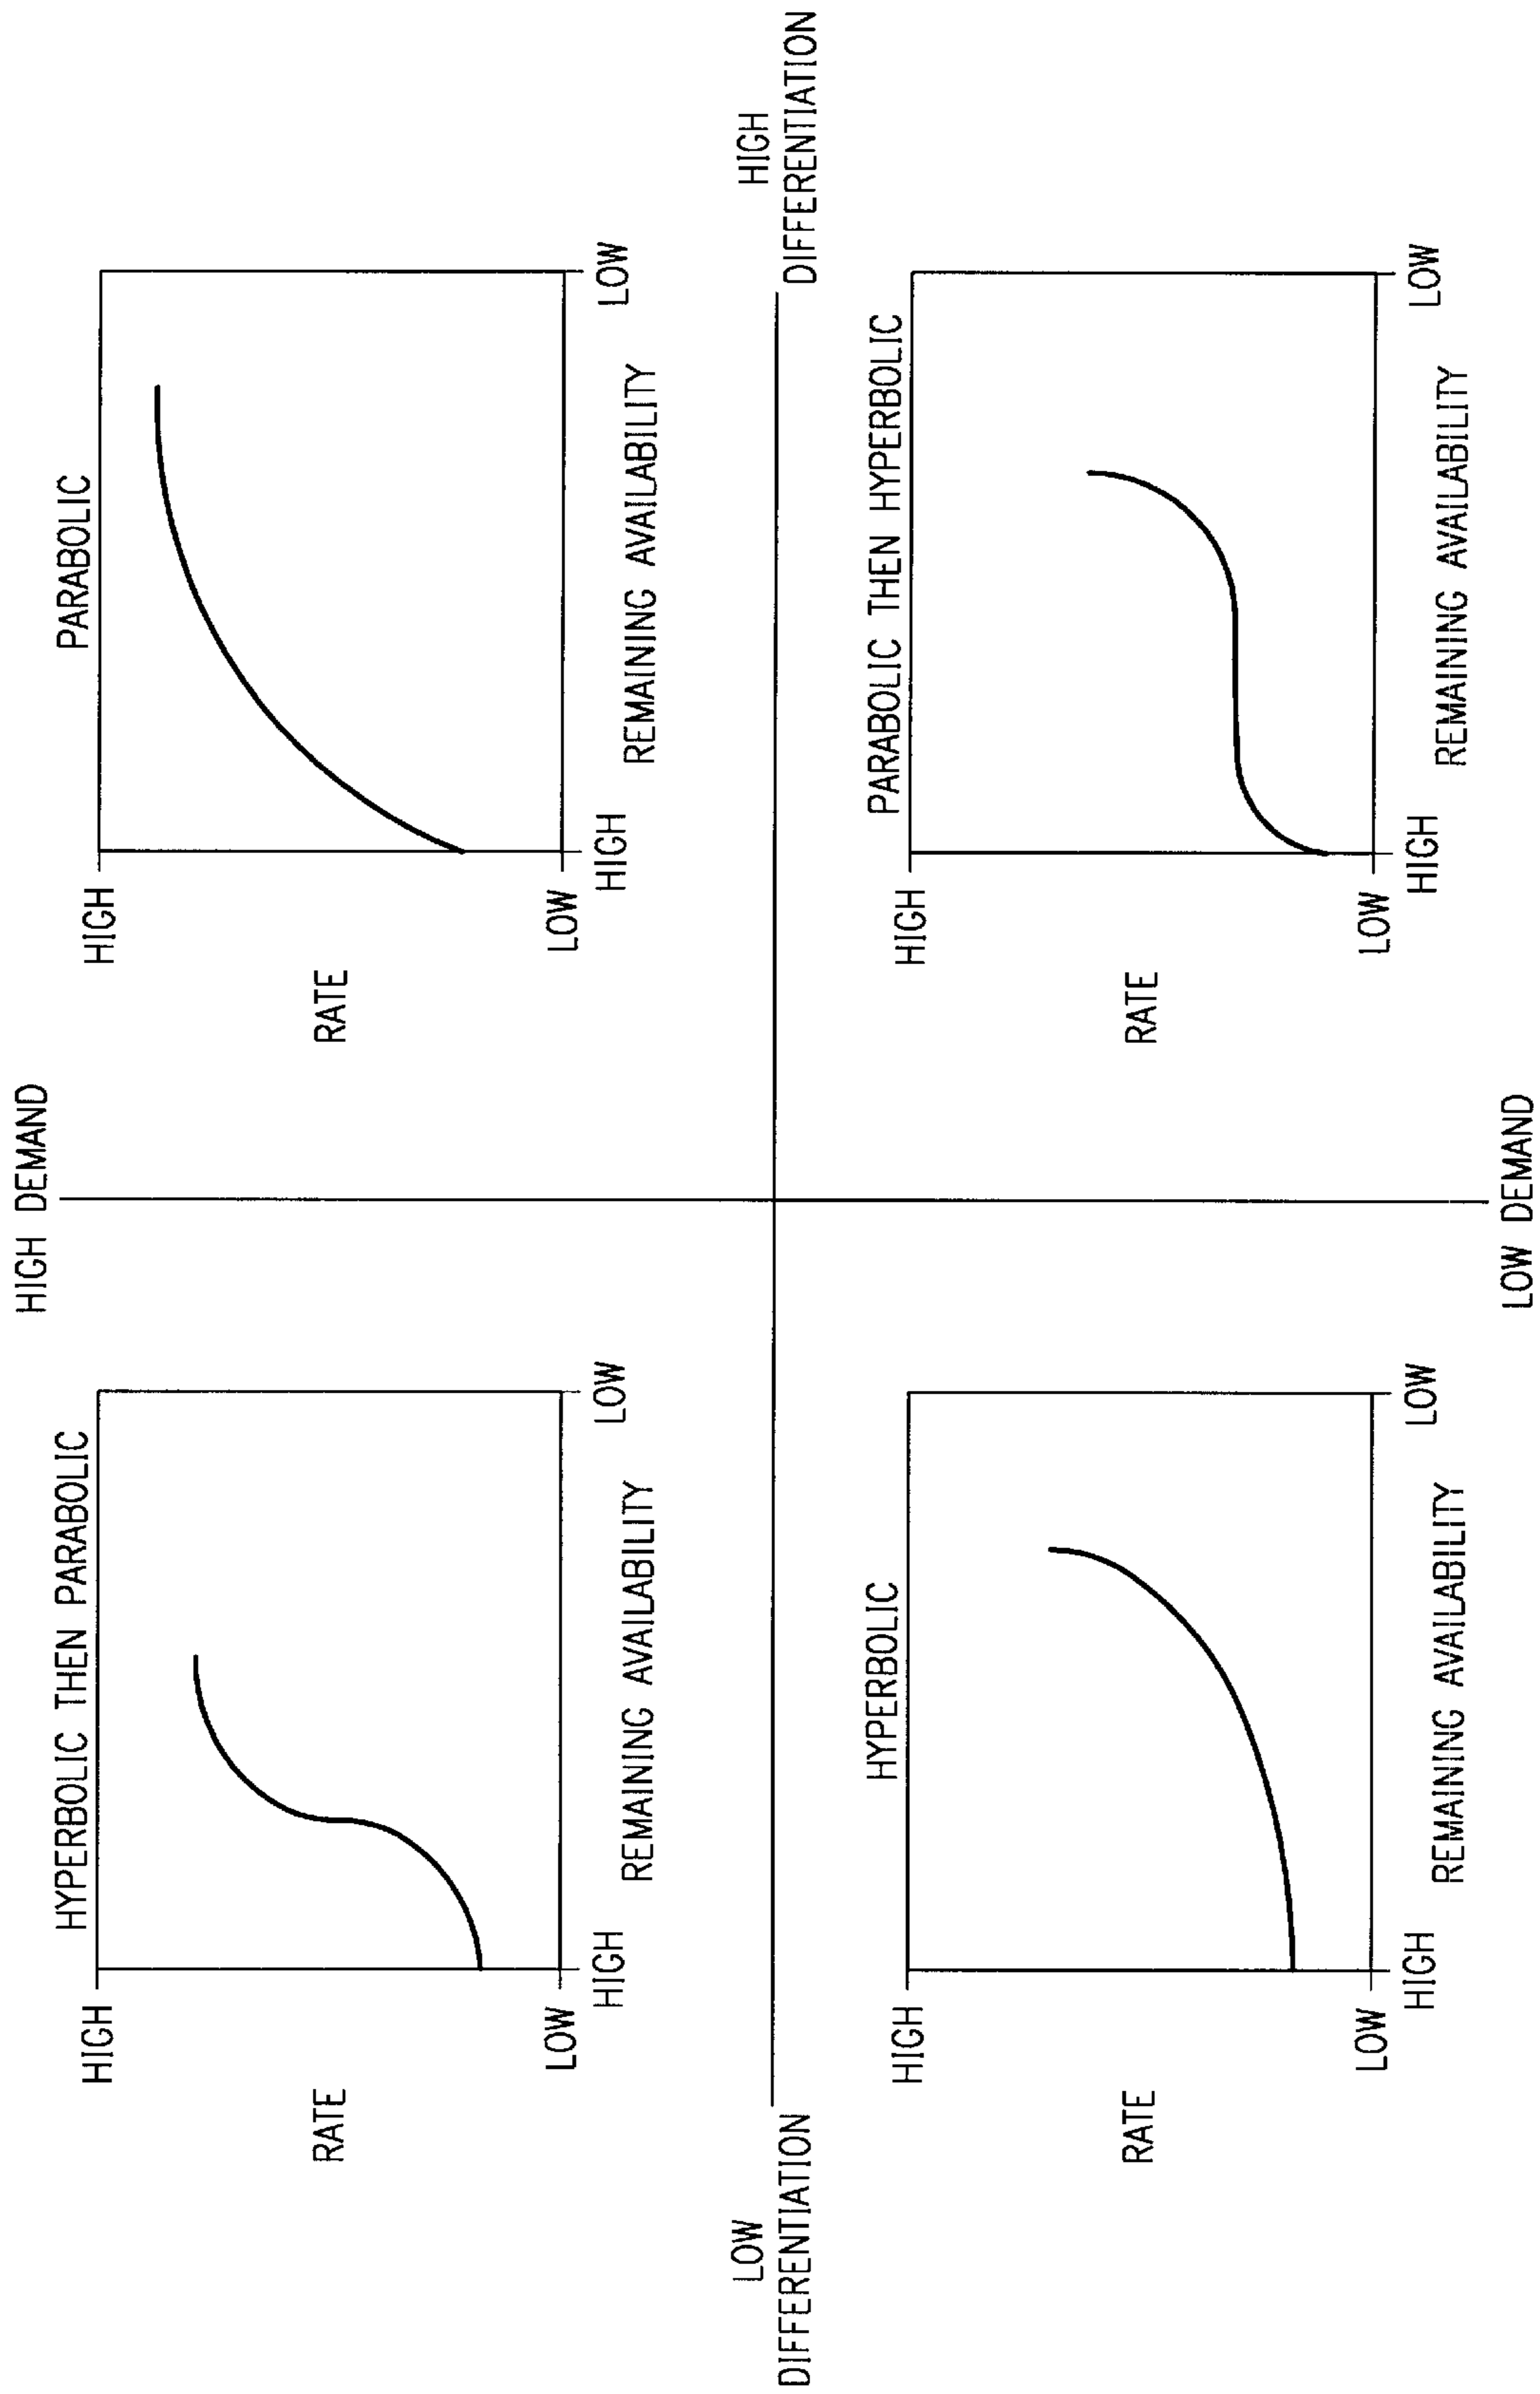 HIGH DEMAND
HYPERBOLIC THEN PARABOLIC
HIGH
RATE
LOW
HIGH
LOW
REMAINING AVAILABILITY
PARABOLIC
HIGH
RATE
LOW
HIGH
LOW
REMAINING AVAILABILITY
LOW
DIFFERENTIATION
HIGH
DIFFERENTIATION
HYPERBOLIC
HIGH
RATE
LOW
HIGH
LOW
REMAINING AVAILABILITY
PARABOLIC THEN HYPERBOLIC
HIGH
RATE
LOW
HIGH
LOW
REMAINING AVAILABILITY
LOW DEMAND